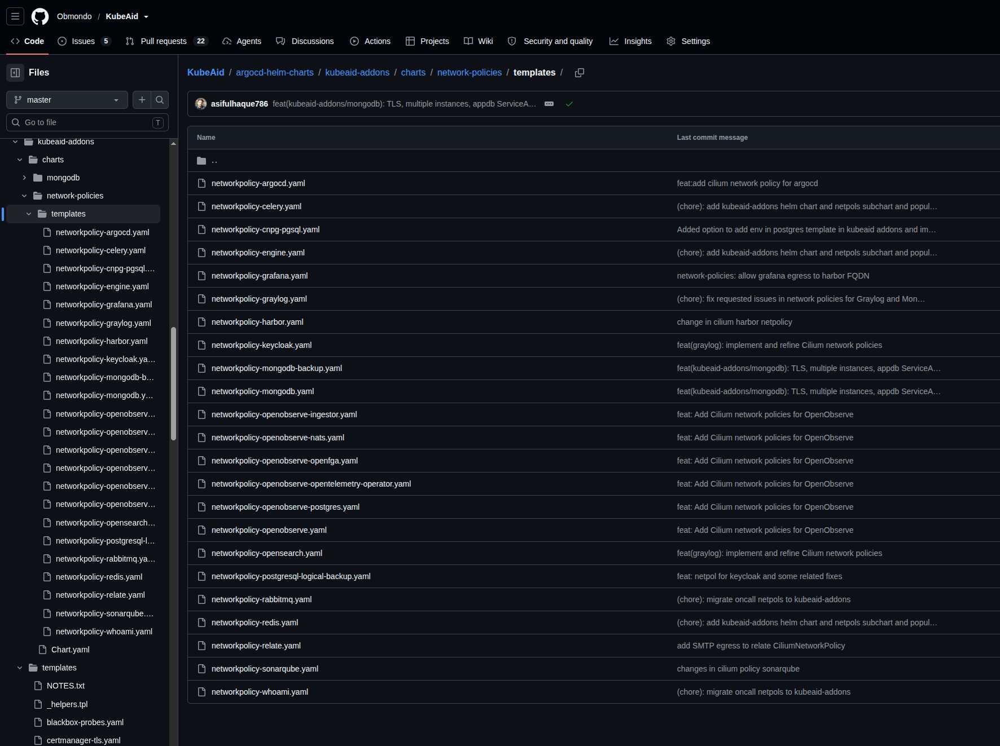 Obmondo / KubeAid
Code Issues 5 Pull requests 22 Agents Discussions Actions Projects Wiki Security and quality Insights Settings
Files
master
Go to file T
kubeaid-addons
charts
mongodb
network-policies
templates
networkpolicy-argocd.yaml
networkpolicy-celery.yaml
networkpolicy-cnpg-pgsql.…
networkpolicy-engine.yaml
networkpolicy-grafana.yaml
networkpolicy-graylog.yaml
networkpolicy-harbor.yaml
networkpolicy-keycloak.ya…
networkpolicy-mongodb-b…
networkpolicy-mongodb.y…
networkpolicy-openobserv…
networkpolicy-openobserv…
networkpolicy-openobserv…
networkpolicy-openobserv…
networkpolicy-openobserv…
networkpolicy-openobserv…
networkpolicy-opensearch…
networkpolicy-postgresql-l…
networkpolicy-rabbitmq.ya…
networkpolicy-redis.yaml
networkpolicy-relate.yaml
networkpolicy-sonarqube.…
networkpolicy-whoami.yaml
Chart.yaml
templates
NOTES.txt
_helpers.tpl
blackbox-probes.yaml
certmanager-tls.yaml
KubeAid / argocd-helm-charts / kubeaid-addons / charts / network-policies / templates /
asifulhaque786 feat(kubeaid-addons/mongodb): TLS, multiple instances, appdb ServiceA…
Name Last commit message
..
networkpolicy-argocd.yaml feat:add cilium network policy for argocd
networkpolicy-celery.yaml (chore): add kubeaid-addons helm chart and netpols subchart and popul…
networkpolicy-cnpg-pgsql.yaml Added option to add env in postgres template in kubeaid addons and im…
networkpolicy-engine.yaml (chore): add kubeaid-addons helm chart and netpols subchart and popul…
networkpolicy-grafana.yaml network-policies: allow grafana egress to harbor FQDN
networkpolicy-graylog.yaml (chore): fix requested issues in network policies for Graylog and Mon…
networkpolicy-harbor.yaml change in cilium harbor netpolicy
networkpolicy-keycloak.yaml feat(graylog): implement and refine Cilium network policies
networkpolicy-mongodb-backup.yaml feat(kubeaid-addons/mongodb): TLS, multiple instances, appdb ServiceA…
networkpolicy-mongodb.yaml feat(kubeaid-addons/mongodb): TLS, multiple instances, appdb ServiceA…
networkpolicy-openobserve-ingestor.yaml feat: Add Cilium network policies for OpenObserve
networkpolicy-openobserve-nats.yaml feat: Add Cilium network policies for OpenObserve
networkpolicy-openobserve-openfga.yaml feat: Add Cilium network policies for OpenObserve
networkpolicy-openobserve-opentelemetry-operator.yaml feat: Add Cilium network policies for OpenObserve
networkpolicy-openobserve-postgres.yaml feat: Add Cilium network policies for OpenObserve
networkpolicy-openobserve.yaml feat: Add Cilium network policies for OpenObserve
networkpolicy-opensearch.yaml feat(graylog): implement and refine Cilium network policies
networkpolicy-postgresql-logical-backup.yaml feat: netpol for keycloak and some related fixes
networkpolicy-rabbitmq.yaml (chore): migrate oncall netpols to kubeaid-addons
networkpolicy-redis.yaml (chore): add kubeaid-addons helm chart and netpols subchart and popul…
networkpolicy-relate.yaml add SMTP egress to relate CiliumNetworkPolicy
networkpolicy-sonarqube.yaml changes in cilium policy sonarqube
networkpolicy-whoami.yaml (chore): migrate oncall netpols to kubeaid-addons